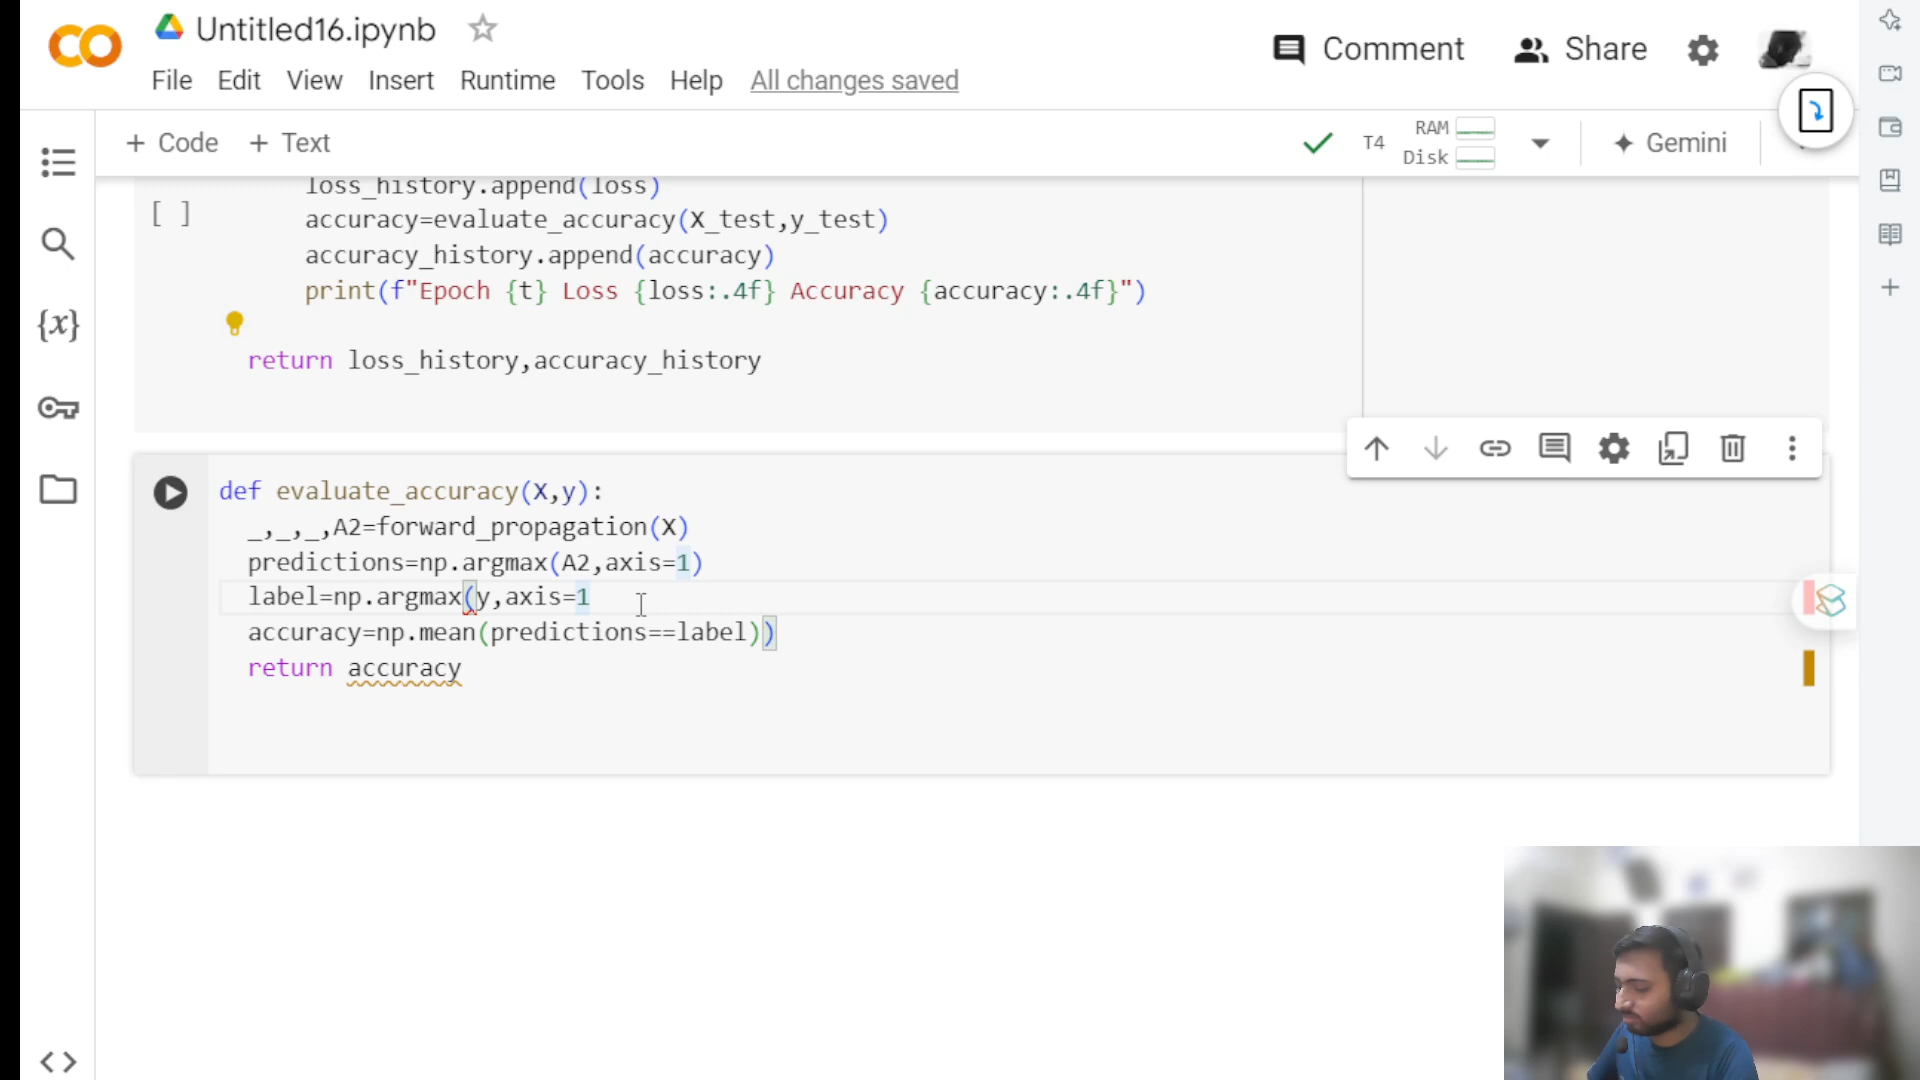 Untitled16.ipynb
Comment
Share
File Edit View Insert Runtime Tools Help All changes saved
+ Code + Text
T4
RAM
Disk
Gemini
loss_history.append(loss)
[ ]
accuracy=evaluate_accuracy(X_test,y_test)
accuracy_history.append(accuracy)
print(f"Epoch {t} Loss {loss:.4f} Accuracy {accuracy:.4f}")
return loss_history,accuracy_history
{x}
def evaluate_accuracy(X,y):
_,_,_,A2=forward_propagation(X)
predictions=np.argmax(A2,axis=1)
label=np.argmax(y,axis=1
accuracy=np.mean(predictions==label))
return accuracy